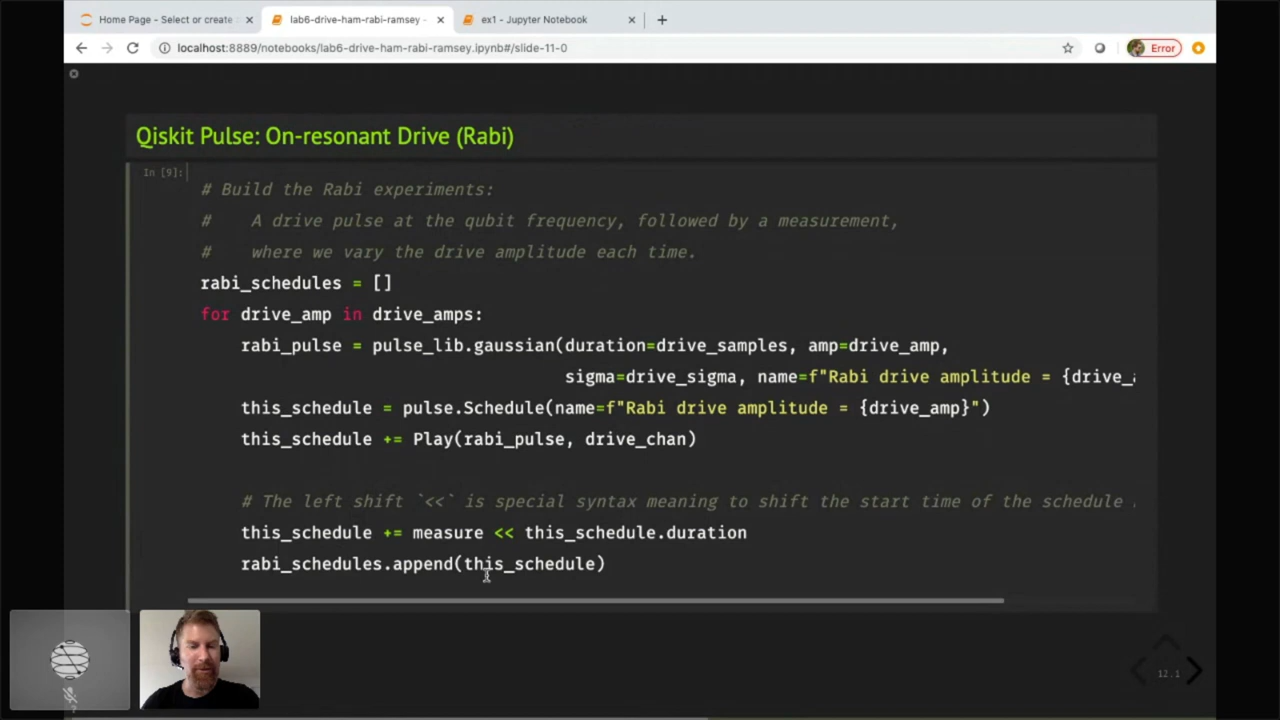 Home Page - Select or create
lab6-drive-ham-rabi-ramsey -
ex1 - Jupyter Notebook
localhost:8889/notebooks/lab6-drive-ham-rabi-ramsey.ipynb#/slide-11-0
Error
Qiskit Pulse: On-resonant Drive (Rabi)
In [9]:
# Build the Rabi experiments:
#    A drive pulse at the qubit frequency, followed by a measurement,
#    where we vary the drive amplitude each time.
rabi_schedules = []
for drive_amp in drive_amps:
    rabi_pulse = pulse_lib.gaussian(duration=drive_samples, amp=drive_amp,
                                    sigma=drive_sigma, name=f"Rabi drive amplitude = {drive_
    this_schedule = pulse.Schedule(name=f"Rabi drive amplitude = {drive_amp}")
    this_schedule += Play(rabi_pulse, drive_chan)
    # The left shift `<<` is special syntax meaning to shift the start time of the schedule
    this_schedule += measure << this_schedule.duration
    rabi_schedules.append(this_schedule)
12.1